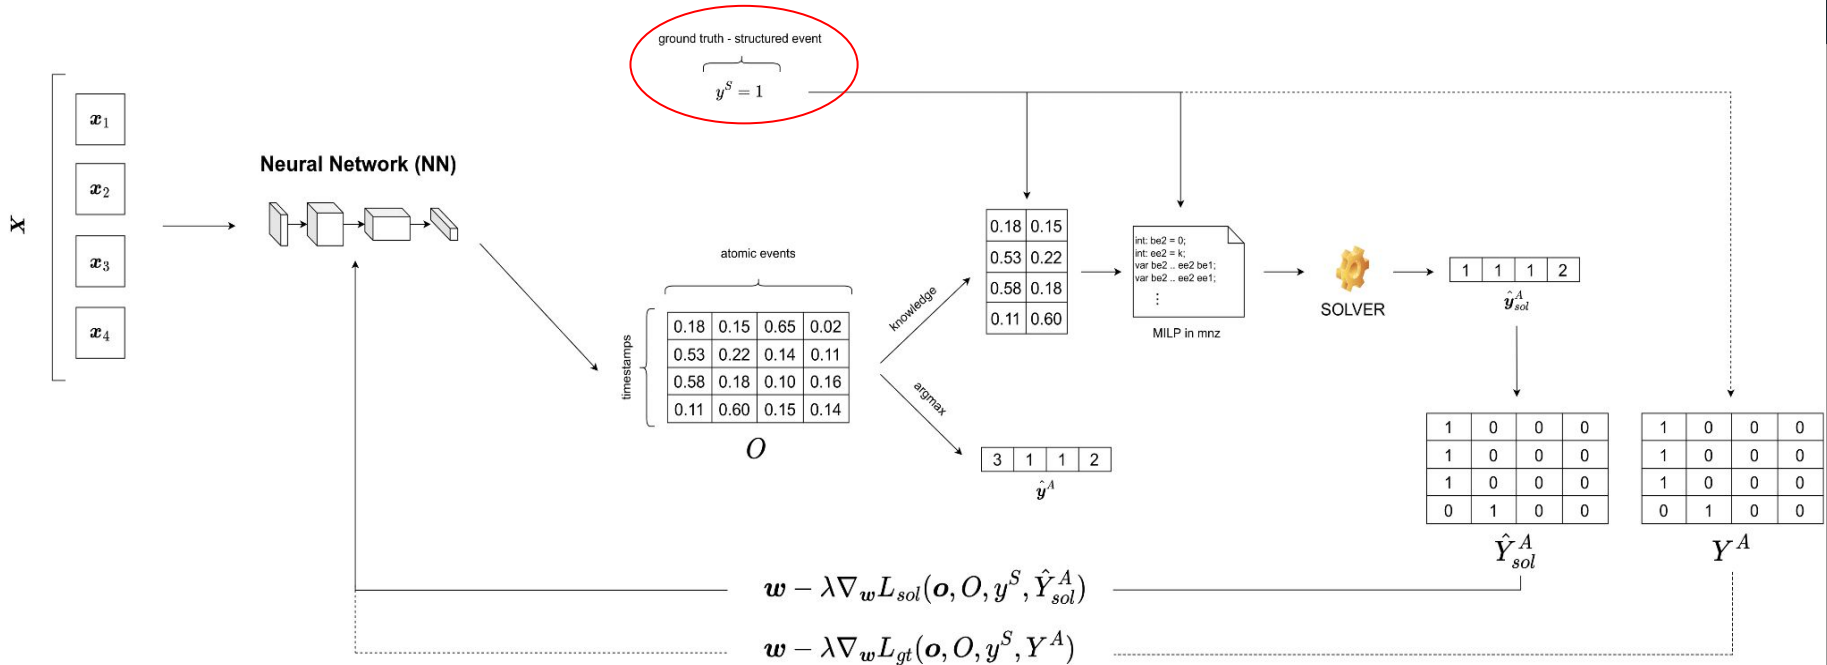 ground truth - structured event
y^S = 1
X
x_1
x_2
x_3
x_4
Neural Network (NN)
atomic events
timestamps
0.18 0.15 0.65 0.02
0.53 0.22 0.14 0.11
0.58 0.18 0.10 0.16
0.11 0.60 0.15 0.14
O
knowledge
argmax
0.18 0.15
0.53 0.22
0.58 0.18
0.11 0.60
3 1 1 2
ŷ^A
int: be2 = 0;
int: ee2 = k;
var be2 .. ee2 be1;
var be2 .. ee2 ee1;
⋮
MILP in mnz
SOLVER
1 1 1 2
ŷ^A_sol
1 0 0 0
1 0 0 0
1 0 0 0
0 1 0 0
Ŷ^A_sol
1 0 0 0
1 0 0 0
1 0 0 0
0 1 0 0
Y^A
w − λ∇_w L_sol(o, O, y^S, Ŷ^A_sol)
w − λ∇_w L_gt(o, O, y^S, Y^A)